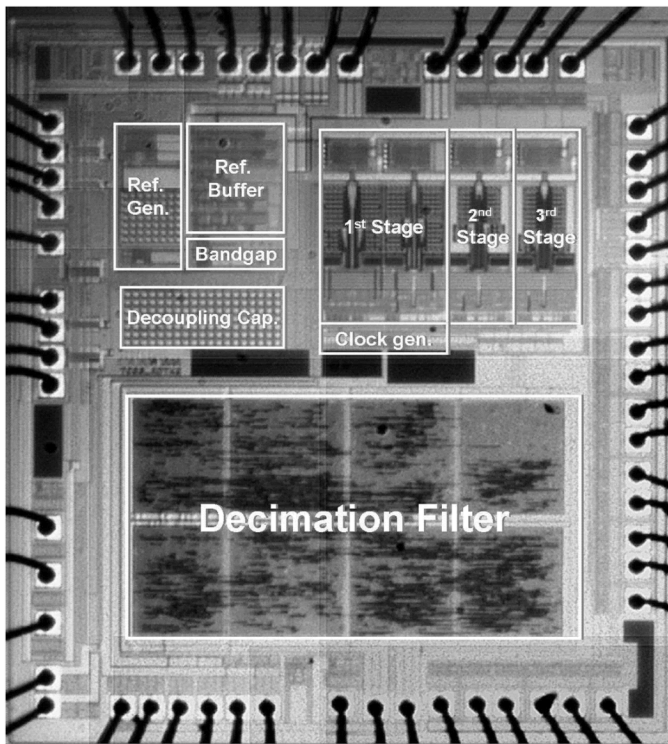 Ref.
Gen.
Ref.
Buffer
Bandgap
Decoupling Cap.
1st Stage
2nd
Stage
3rd
Stage
Clock gen.
Decimation Filter